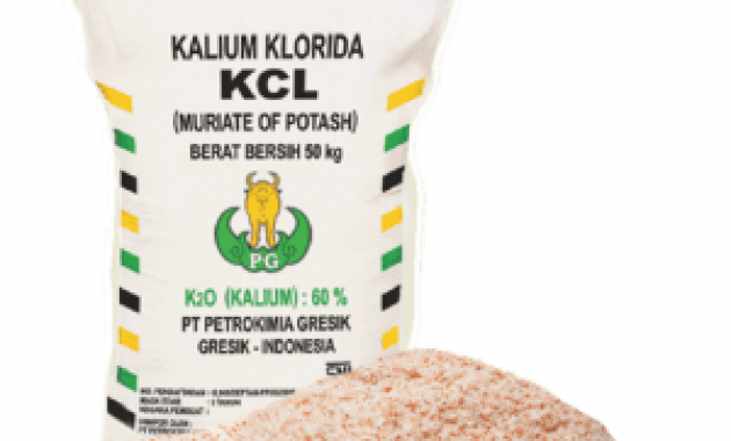 KALIUM KLORIDA
KCL
(MURIATE OF POTASH)
BERAT BERSIH 50 kg
PG
K2O (KALIUM) : 60 %
PT PETROKIMIA GRESIK
GRESIK - INDONESIA